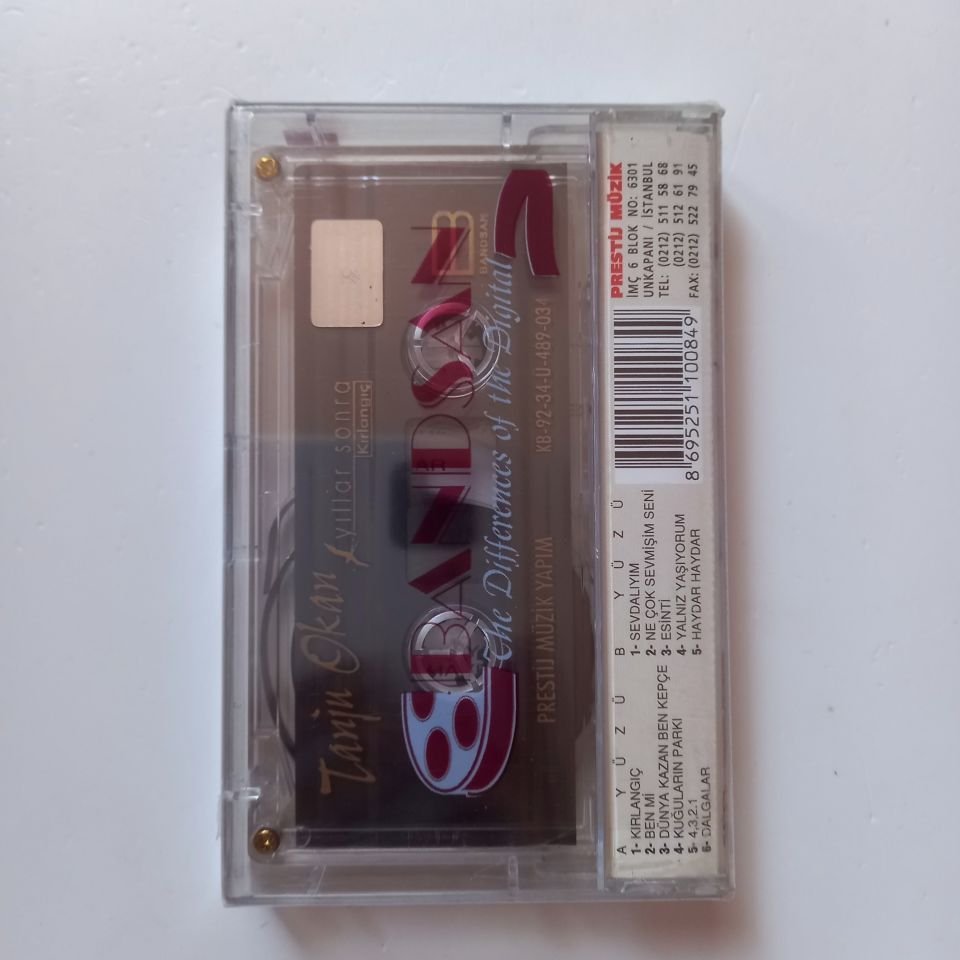 Tanju Okan
yıllar sonra
Kırlangıç
BANDSAN
B
BANDSAM
The Differences of the Digital
PRESTİJ MÜZİK YAPIM
KB-92-34-U-489-034
A YÜZÜ
1- KIRLANGIÇ
2- BEN Mİ
3- DÜNYA KAZAN BEN KEPÇE
4- KUĞULARIN PARKI
5- 4,3,2,1
6- DALGALAR
B YÜZÜ
1- SEVDALIYIM
2- NE ÇOK SEVMİŞİM SENİ
3- ESİNTİ
4- YALNIZ YAŞIYORUM
5- HAYDAR HAYDAR
8 695251 100849
PRESTİJ MÜZİK
İMÇ 6 BLOK NO: 6301
UNKAPANI / İSTANBUL
TEL: (0212) 511 58 68
(0212) 512 61 91
FAX: (0212) 522 79 45